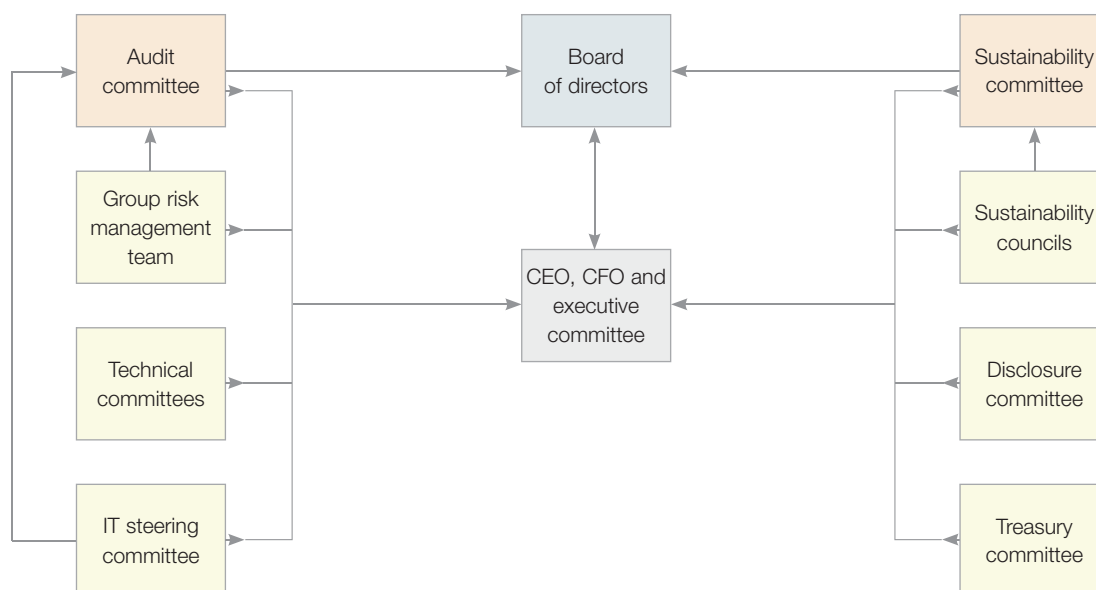 Audit
committee
Board
of directors
Sustainability
committee
Group risk
management
team
Sustainability
councils
CEO, CFO and
executive
committee
Technical
committees
Disclosure
committee
IT steering
committee
Treasury
committee